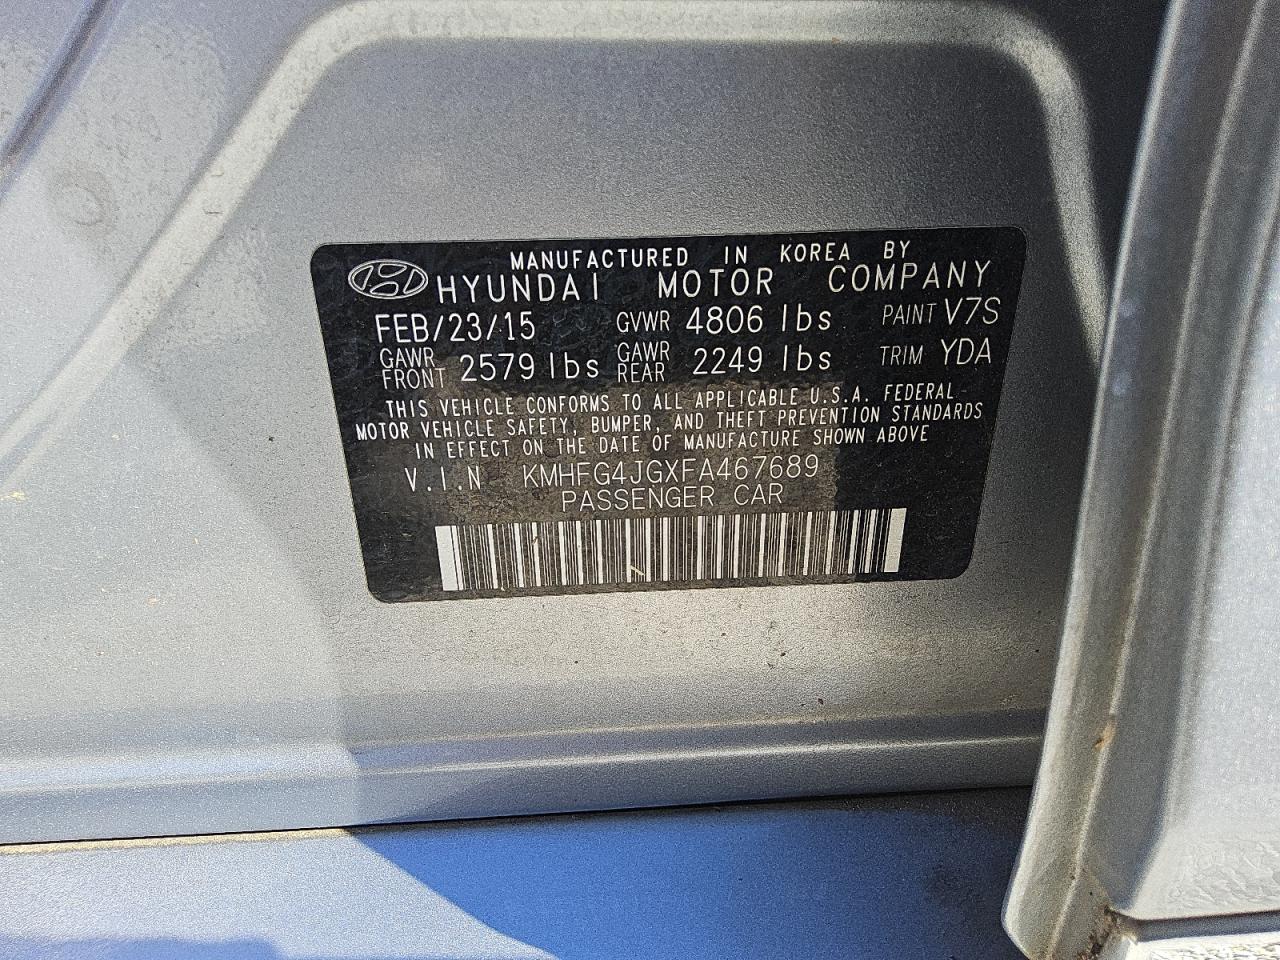 MANUFACTURED IN KOREA BY
HYUNDAI MOTOR COMPANY
FEB/23/15 GVWR 4806 lbs PAINT V7S
GAWR FRONT 2579 lbs GAWR REAR 2249 lbs TRIM YDA
THIS VEHICLE CONFORMS TO ALL APPLICABLE U.S.A. FEDERAL
MOTOR VEHICLE SAFETY, BUMPER, AND THEFT PREVENTION STANDARDS
IN EFFECT ON THE DATE OF MANUFACTURE SHOWN ABOVE
V.I.N KMHFG4JGXFA467689
PASSENGER CAR